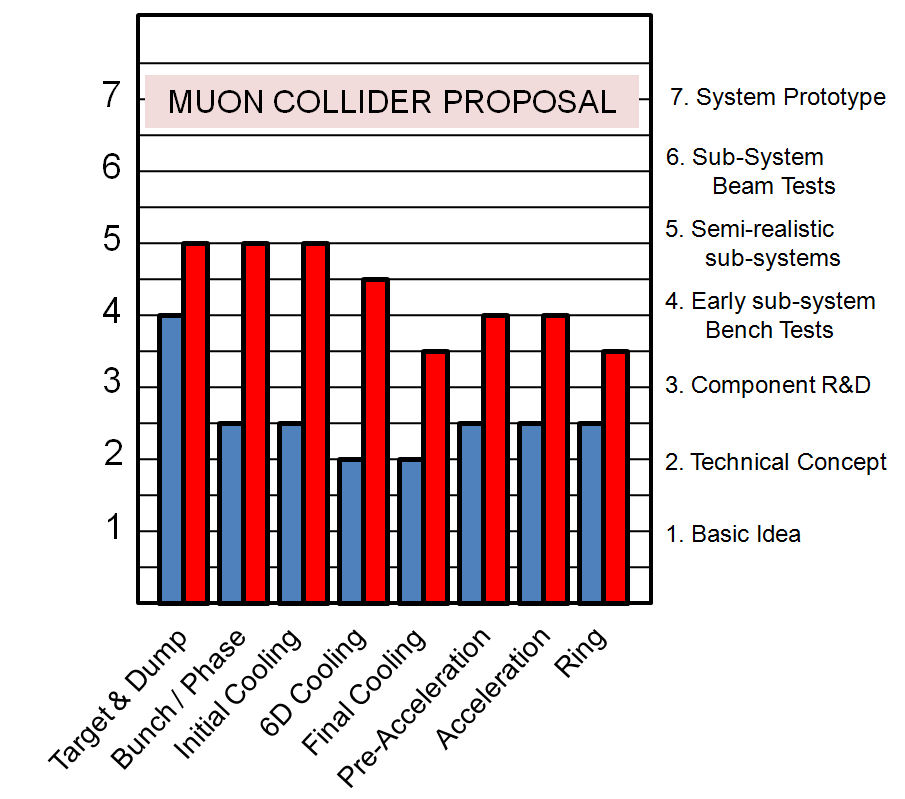 MUON COLLIDER PROPOSAL
7
6
5
4
3
2
1
7. System Prototype
6. Sub-System
Beam Tests
5. Semi-realistic
sub-systems
4. Early sub-system
Bench Tests
3. Component R&D
2. Technical Concept
1. Basic Idea
Target & Dump
Bunch / Phase
Initial Cooling
6D Cooling
Final Cooling
Pre-Acceleration
Acceleration
Ring